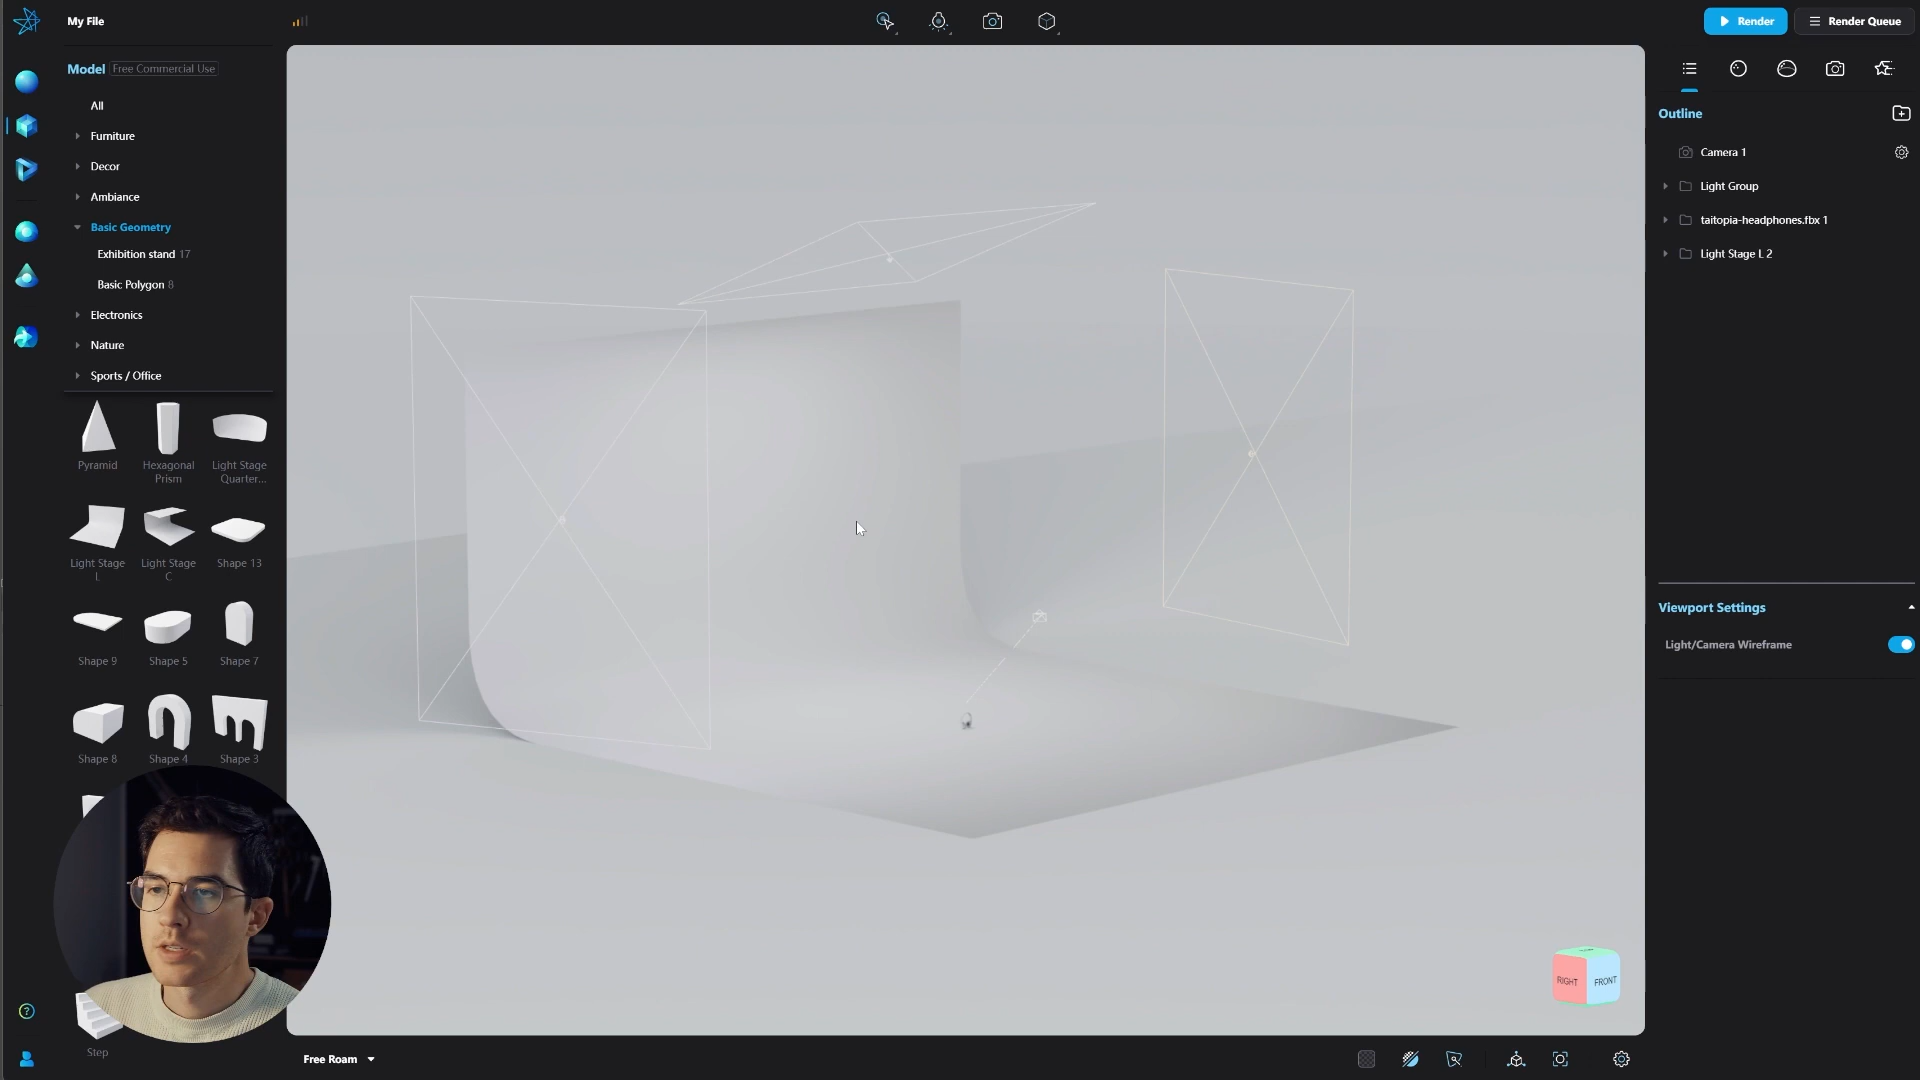 My File
Render
Render Queue
Model Free Commercial Use
All
Furniture
Decor
Ambiance
Basic Geometry
Exhibition stand 17
Basic Polygon 8
Electronics
Nature
Sports / Office
Pyramid
Hexagonal Prism
Light Stage Quarter...
Light Stage L
Light Stage C
Shape 13
Shape 9
Shape 5
Shape 7
Shape 8
Shape 4
Shape 3
Step
Free Roam
RIGHT
FRONT
Outline
Camera 1
Light Group
taitopia-headphones.fbx 1
Light Stage L 2
Viewport Settings
Light/Camera Wireframe